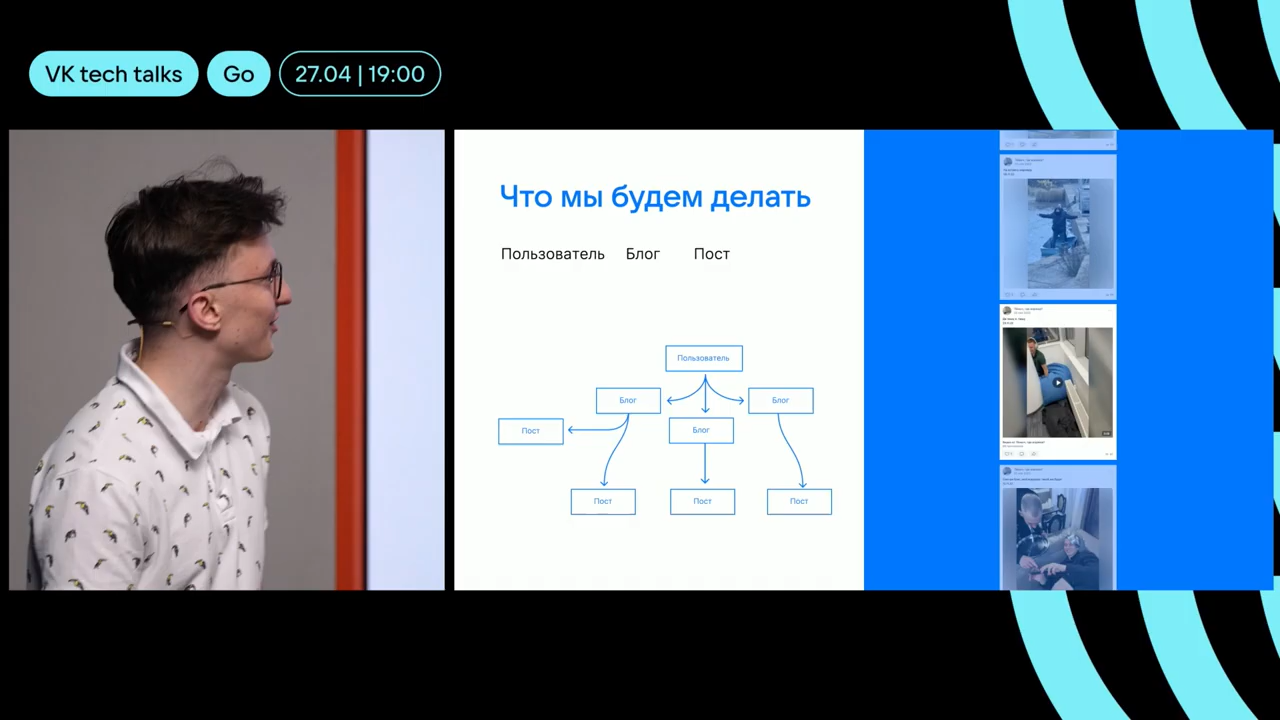 VK tech talks Go 27.04 | 19:00
Что мы будем делать
Пользователь Блог Пост
Пользователь
Блог
Блог
Блог
Пост
Пост
Пост
Пост